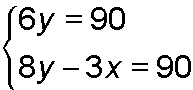 6y = 90
8y − 3x = 90